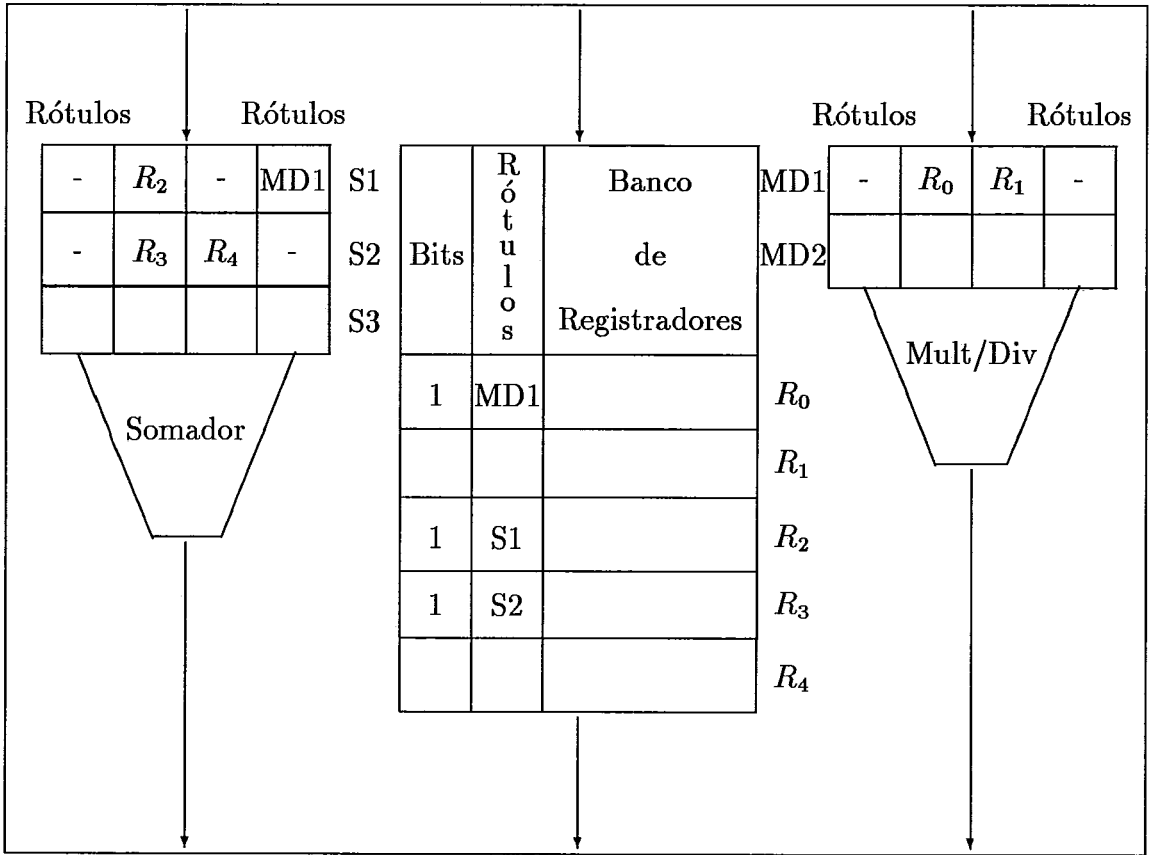 Rótulos Rótulos Rótulos Rótulos
- R₂ - MD1 S1
- R₃ R₄ - S2
S3
Somador
Bits Rótulos Banco
de
Registradores
1 MD1 R₀
R₁
1 S1 R₂
1 S2 R₃
R₄
MD1 - R₀ R₁ -
MD2
Mult/Div